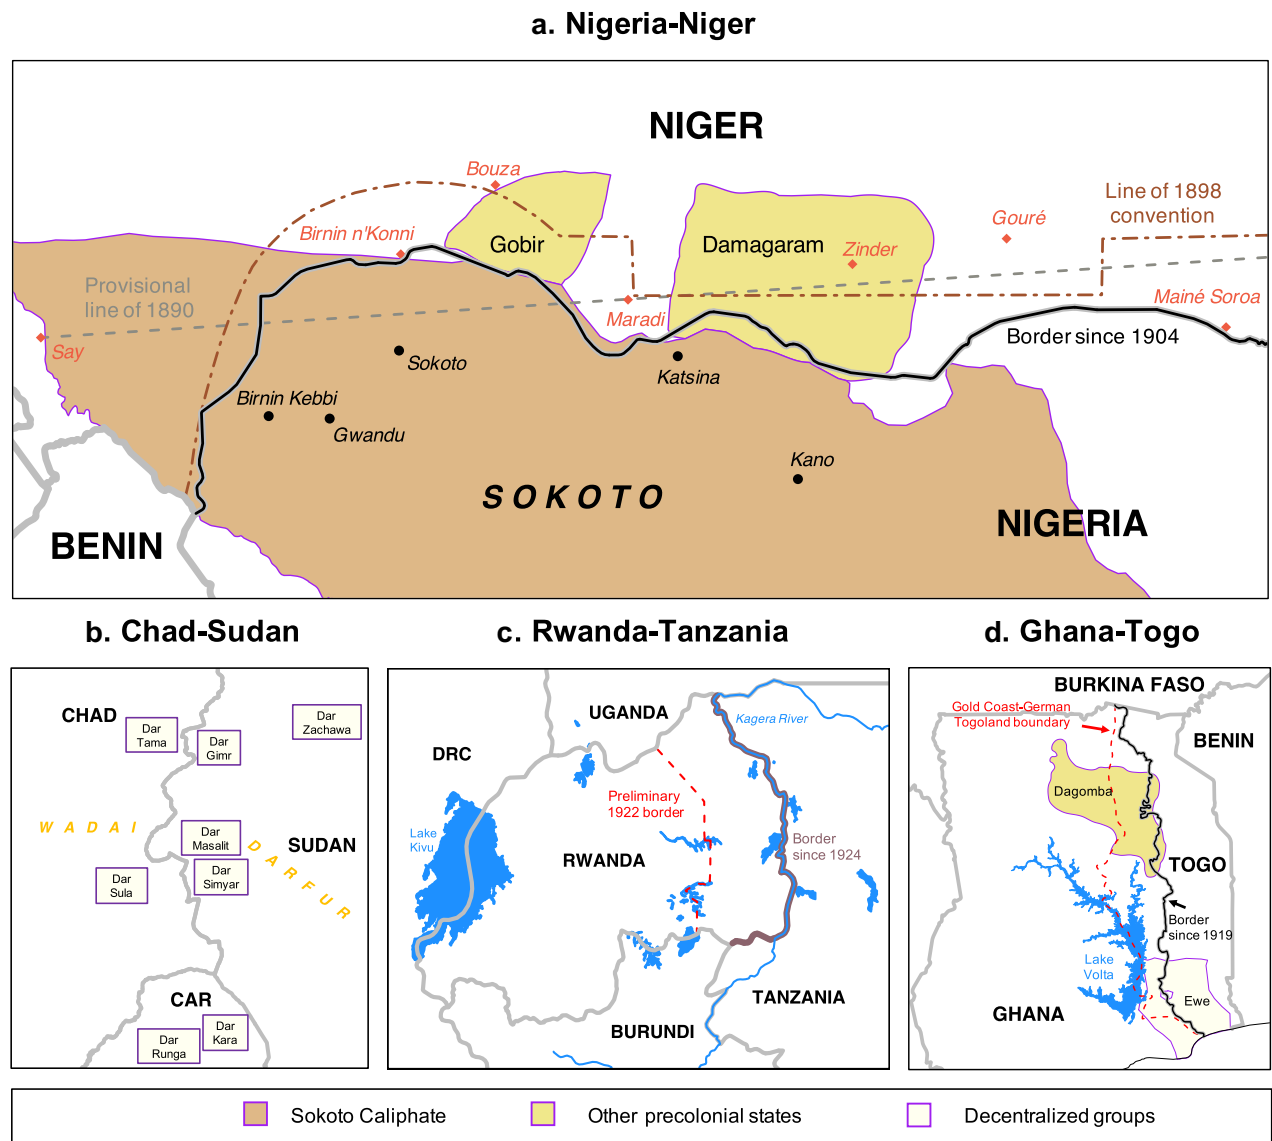 a. Nigeria-Niger
NIGER
Bouza
Line of 1898
convention
Gouré
Birnin n'Konni
Gobir
Damagaram
Zinder
Provisional
line of 1890
Mainé Soroa
Maradi
Border since 1904
Say
Sokoto
Katsina
Birnin Kebbi
Gwandu
Kano
SOKOTO
NIGERIA
BENIN
b. Chad-Sudan
CHAD
Dar
Tama
Dar
Gimr
Dar
Zachawa
WADAI
Dar
Masalit
DARFUR
SUDAN
Dar
Sula
Dar
Simyar
CAR
Dar
Kara
Dar
Runga
c. Rwanda-Tanzania
UGANDA
Kagera River
DRC
Preliminary
1922 border
Lake
Kivu
RWANDA
Border
since 1924
TANZANIA
BURUNDI
d. Ghana-Togo
BURKINA FASO
Gold Coast-German
Togoland boundary
BENIN
Dagomba
TOGO
Border
since 1919
Lake
Volta
Ewe
GHANA
Sokoto Caliphate
Other precolonial states
Decentralized groups